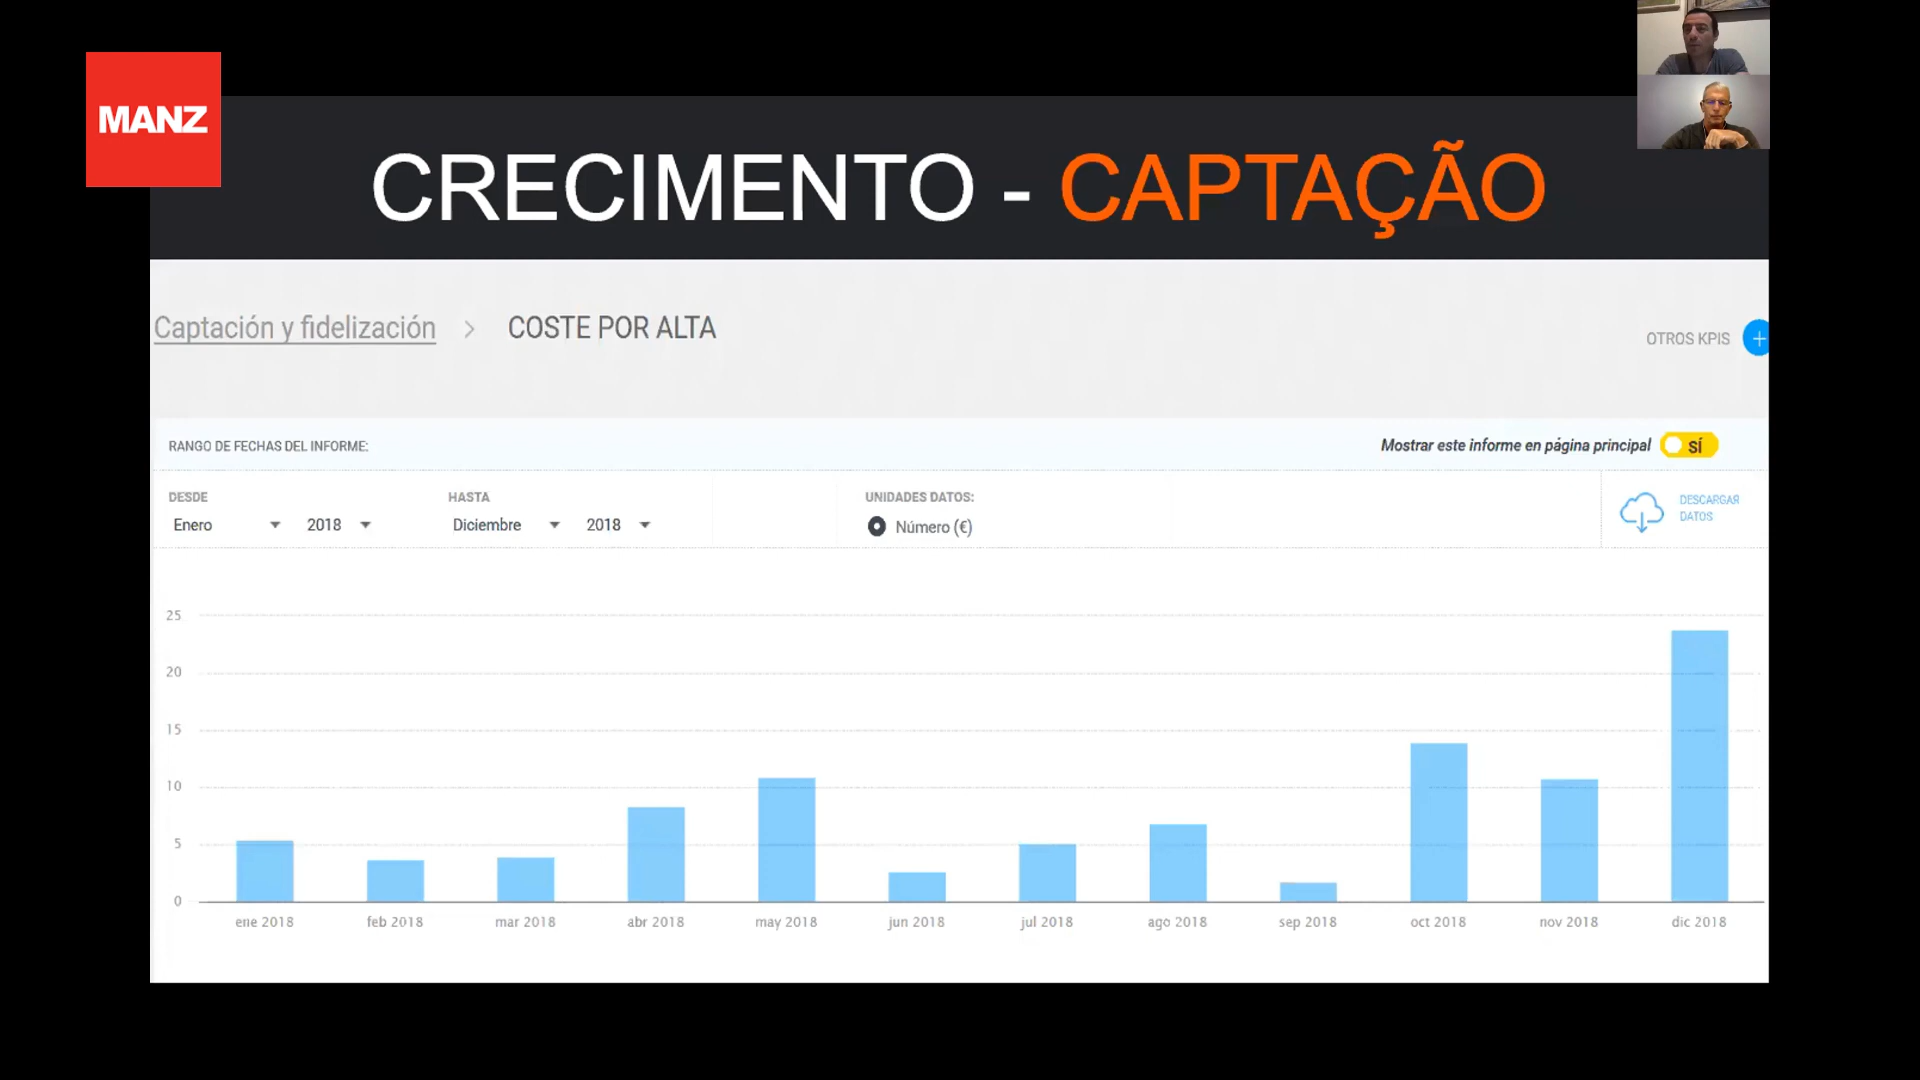 MANZ
CRECIMENTO - CAPTAÇÃO
Captación y fidelización > COSTE POR ALTA
OTROS KPIS +
RANGO DE FECHAS DEL INFORME:
Mostrar este informe en página principal SÍ
DESDE HASTA UNIDADES DATOS:
Enero 2018 Diciembre 2018 Número (€)
DESCARGAR
DATOS
25
20
15
10
5
0
ene 2018 feb 2018 mar 2018 abr 2018 may 2018 jun 2018 jul 2018 ago 2018 sep 2018 oct 2018 nov 2018 dic 2018